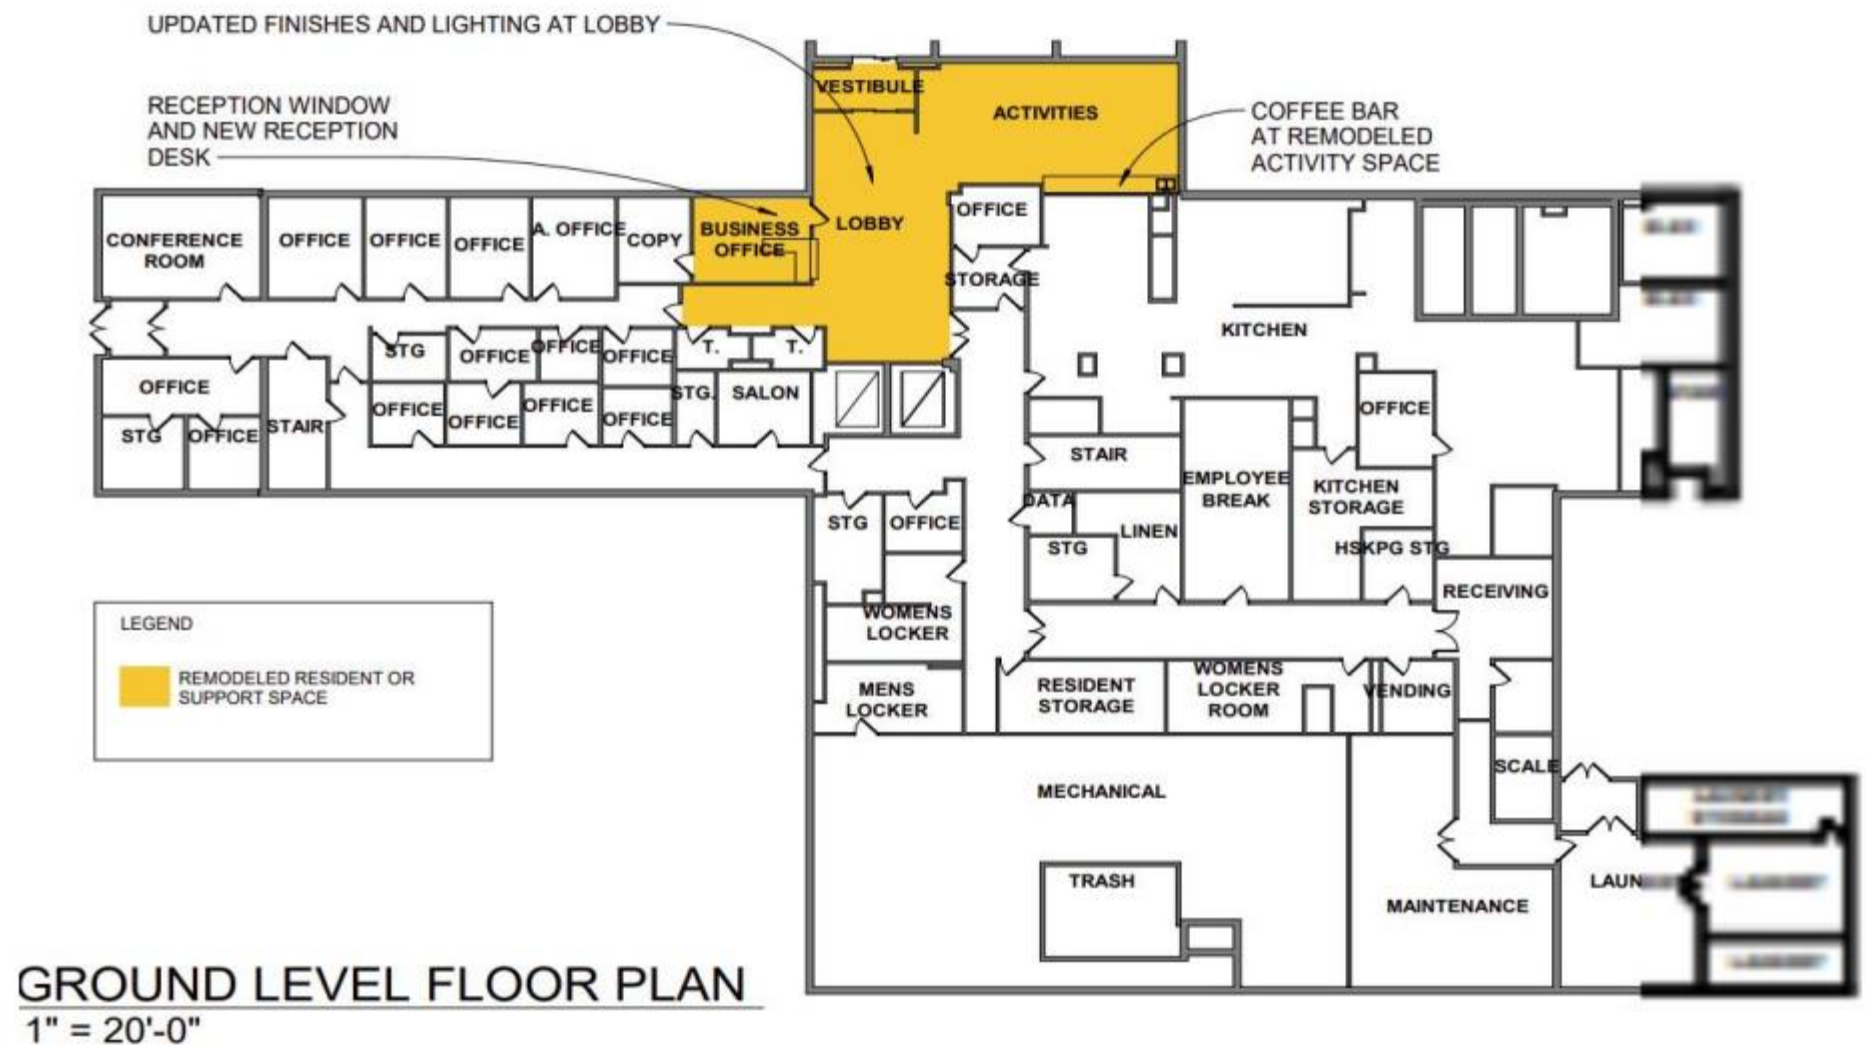 UPDATED FINISHES AND LIGHTING AT LOBBY
RECEPTION WINDOW
AND NEW RECEPTION
DESK
VESTIBULE
ACTIVITIES
COFFEE BAR
AT REMODELED
ACTIVITY SPACE
CONFERENCE
ROOM
OFFICE
OFFICE
OFFICE
A. OFFICE
COPY
BUSINESS
OFFICE
LOBBY
OFFICE
STORAGE
KITCHEN
STG
OFFICE
OFFICE
OFFICE
T.
T.
OFFICE
STG
OFFICE
STAIR
OFFICE
OFFICE
OFFICE
OFFICE
STG.
SALON
OFFICE
STAIR
EMPLOYEE
BREAK
KITCHEN
STORAGE
DATA
LINEN
STG
HSKPG STG
STG
OFFICE
RECEIVING
WOMENS
LOCKER
MENS
LOCKER
RESIDENT
STORAGE
WOMENS
LOCKER
ROOM
VENDING
SCALE
MECHANICAL
TRASH
MAINTENANCE
LAUN
LEGEND
REMODELED RESIDENT OR
SUPPORT SPACE
GROUND LEVEL FLOOR PLAN
1" = 20'-0"